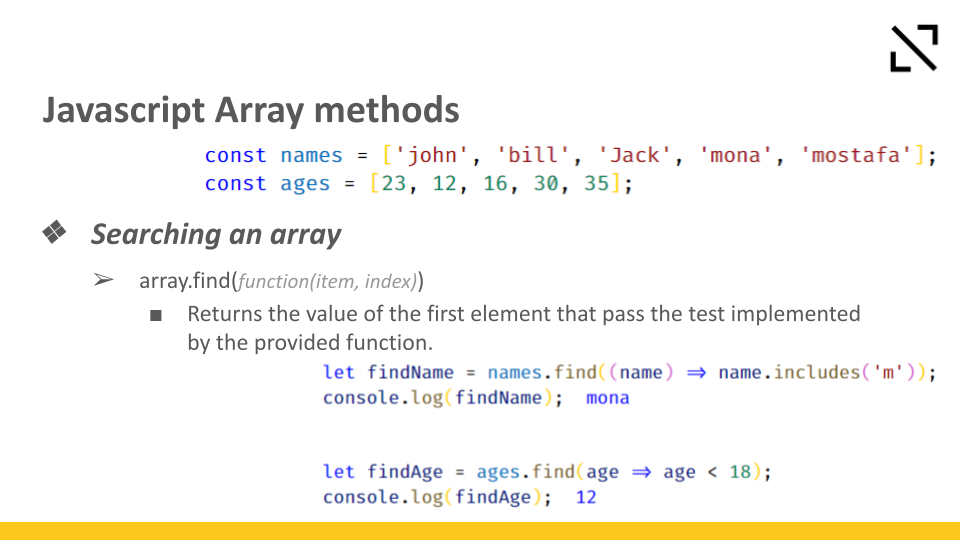 Javascript Array methods
const names = ['john', 'bill', 'Jack', 'mona', 'mostafa'];
const ages = [23, 12, 16, 30, 35];
❖ Searching an array
➢ array.find(function(item, index))
■ Returns the value of the first element that pass the test implemented
by the provided function.
let findName = names.find((name) => name.includes('m'));
console.log(findName); mona
let findAge = ages.find(age => age < 18);
console.log(findAge); 12